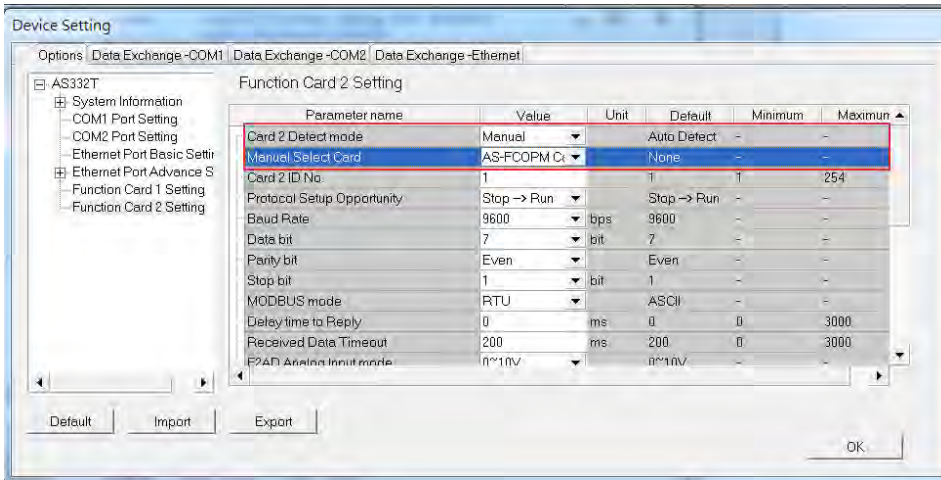 Device Setting
Options Data Exchange -COM1 Data Exchange -COM2 Data Exchange -Ethernet
AS332T
System Information
COM1 Port Setting
COM2 Port Setting
Ethernet Port Basic Settin
Ethernet Port Advance S
Function Card 1 Setting
Function Card 2 Setting
Function Card 2 Setting
Parameter name Value Unit Default Minimum Maximun
Card 2 Detect mode Manual Auto Detect - -
Manual Select Card AS-FCOPM Ca None - -
Card 2 ID No. 1 1 1 254
Protocol Setup Opportunity Stop -> Run Stop -> Run - -
Baud Rate 9600 bps 9600 - -
Data bit 7 bit 7 - -
Parity bit Even Even - -
Stop bit 1 bit 1 - -
MODBUS mode RTU ASCII - -
Delay time to Reply 0 ms 0 0 3000
Received Data Timeout 200 ms 200 0 3000
F2AD Analog Input mode 0~10V 0~10V - -
Default Import Export
OK